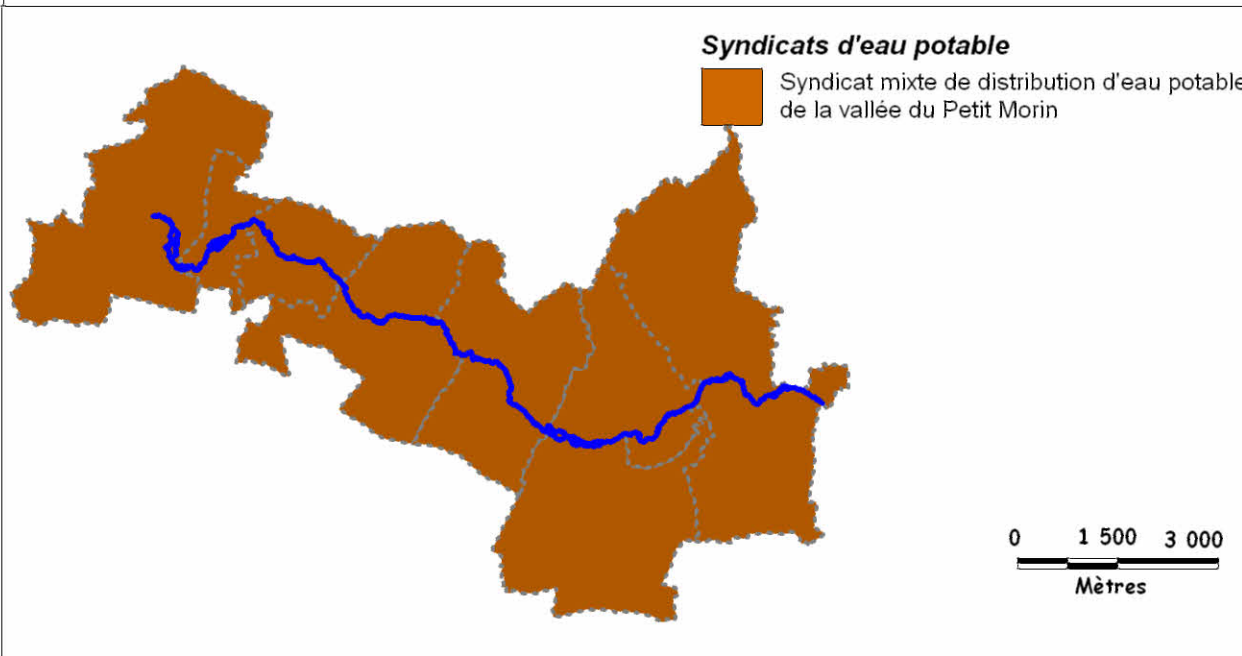 Syndicats d'eau potable
Syndicat mixte de distribution d'eau potable
de la vallée du Petit Morin
0 1 500 3 000
Mètres